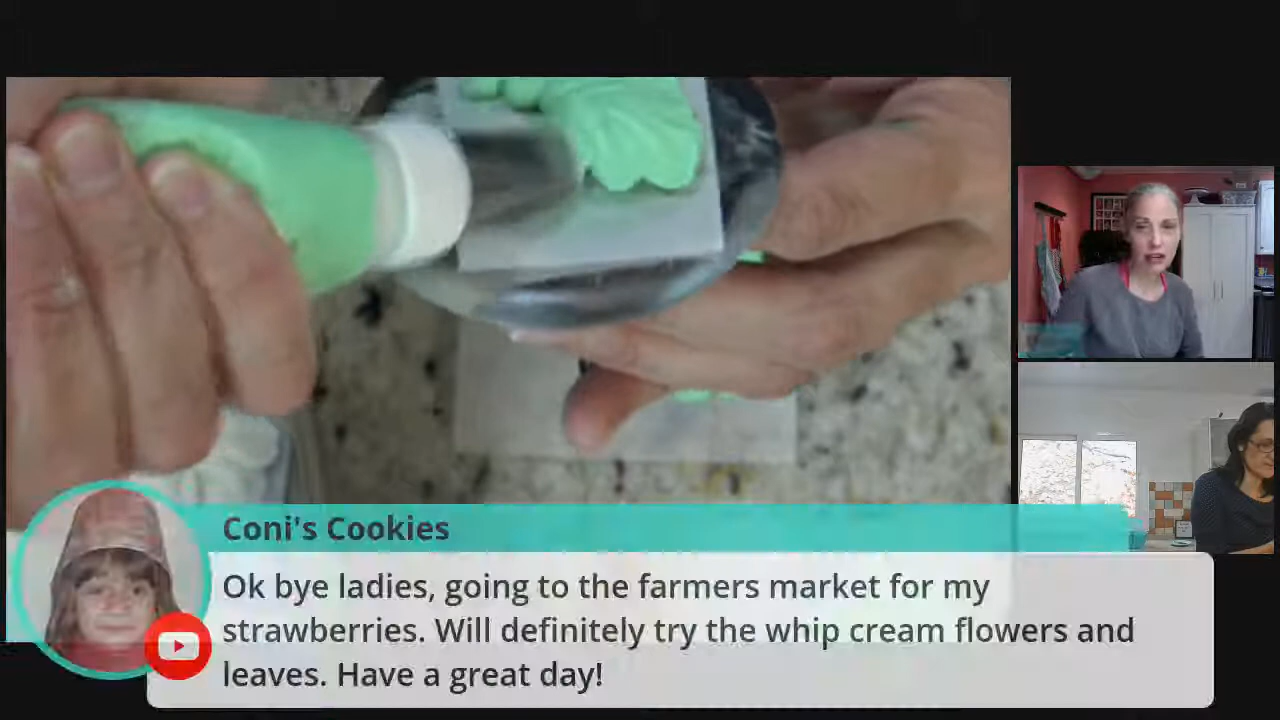 Coni's Cookies
Ok bye ladies, going to the farmers market for my
strawberries. Will definitely try the whip cream flowers and
leaves. Have a great day!